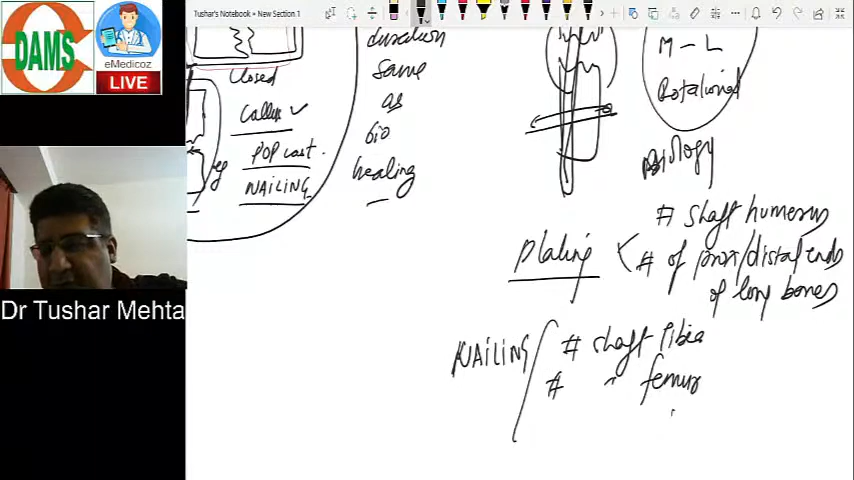 Tushar's Notebook » New Section 1
DAMS
eMedicoz
LIVE
closed
callus ✓
POP cast.
NAILING
duration
same
as
bio
healing
M - L
Rotational
Biology
# shaft humerus
Plating
# of prox/distal ends
of long bones
NAILING
# shaft tibia
# " femur
Dr Tushar Mehta